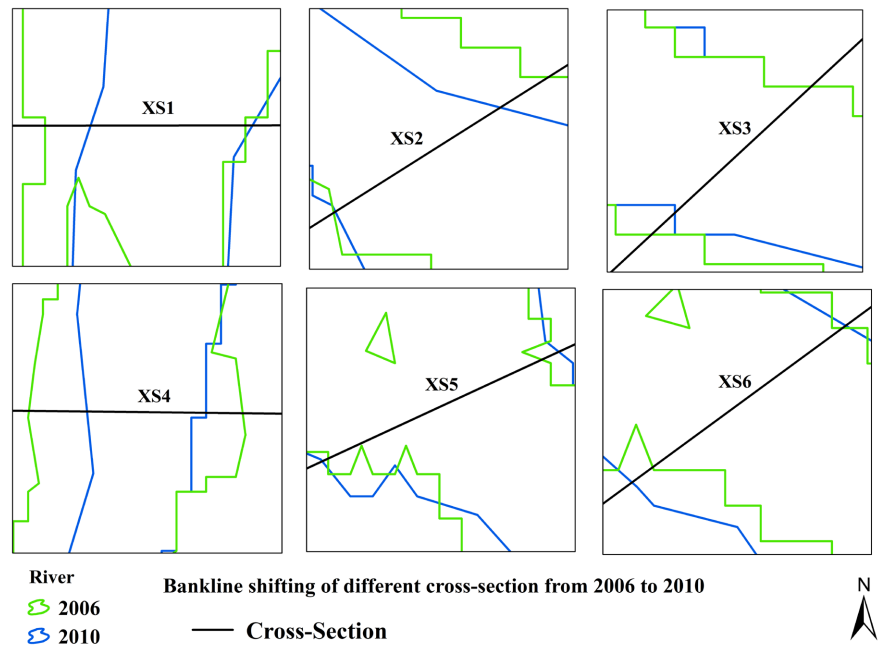 XS1
XS2
XS3
XS4
XS5
XS6
River
2006
2010
Bankline shifting of different cross-section from 2006 to 2010
Cross-Section
N